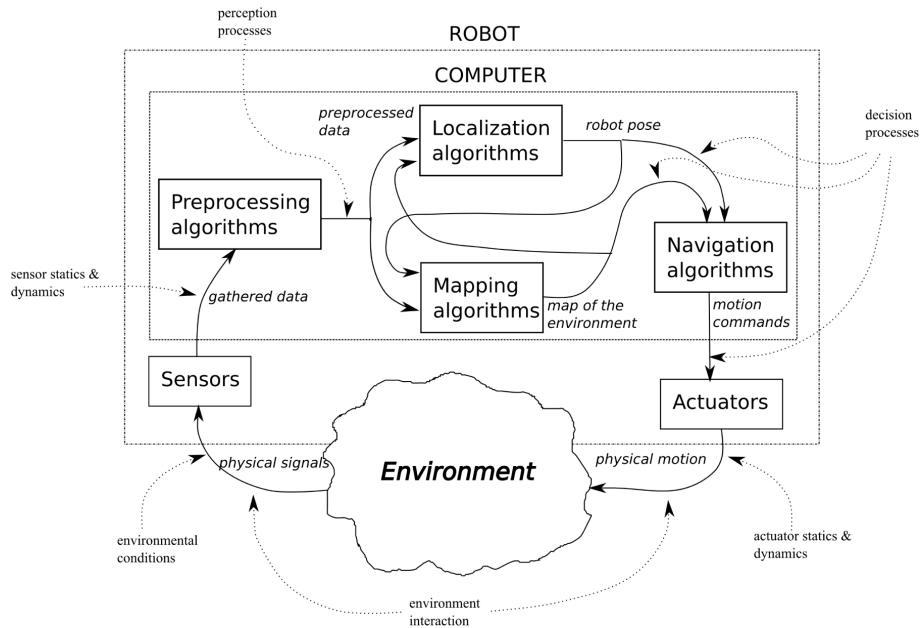 perception
processes
ROBOT
COMPUTER
preprocessed
data
Localization
algorithms
robot pose
decision
processes
Preprocessing
algorithms
Navigation
algorithms
sensor statics &
dynamics
gathered data
Mapping
algorithms
map of the
environment
motion
commands
Sensors
Actuators
physical signals
Environment
physical motion
environmental
conditions
actuator statics &
dynamics
environment
interaction